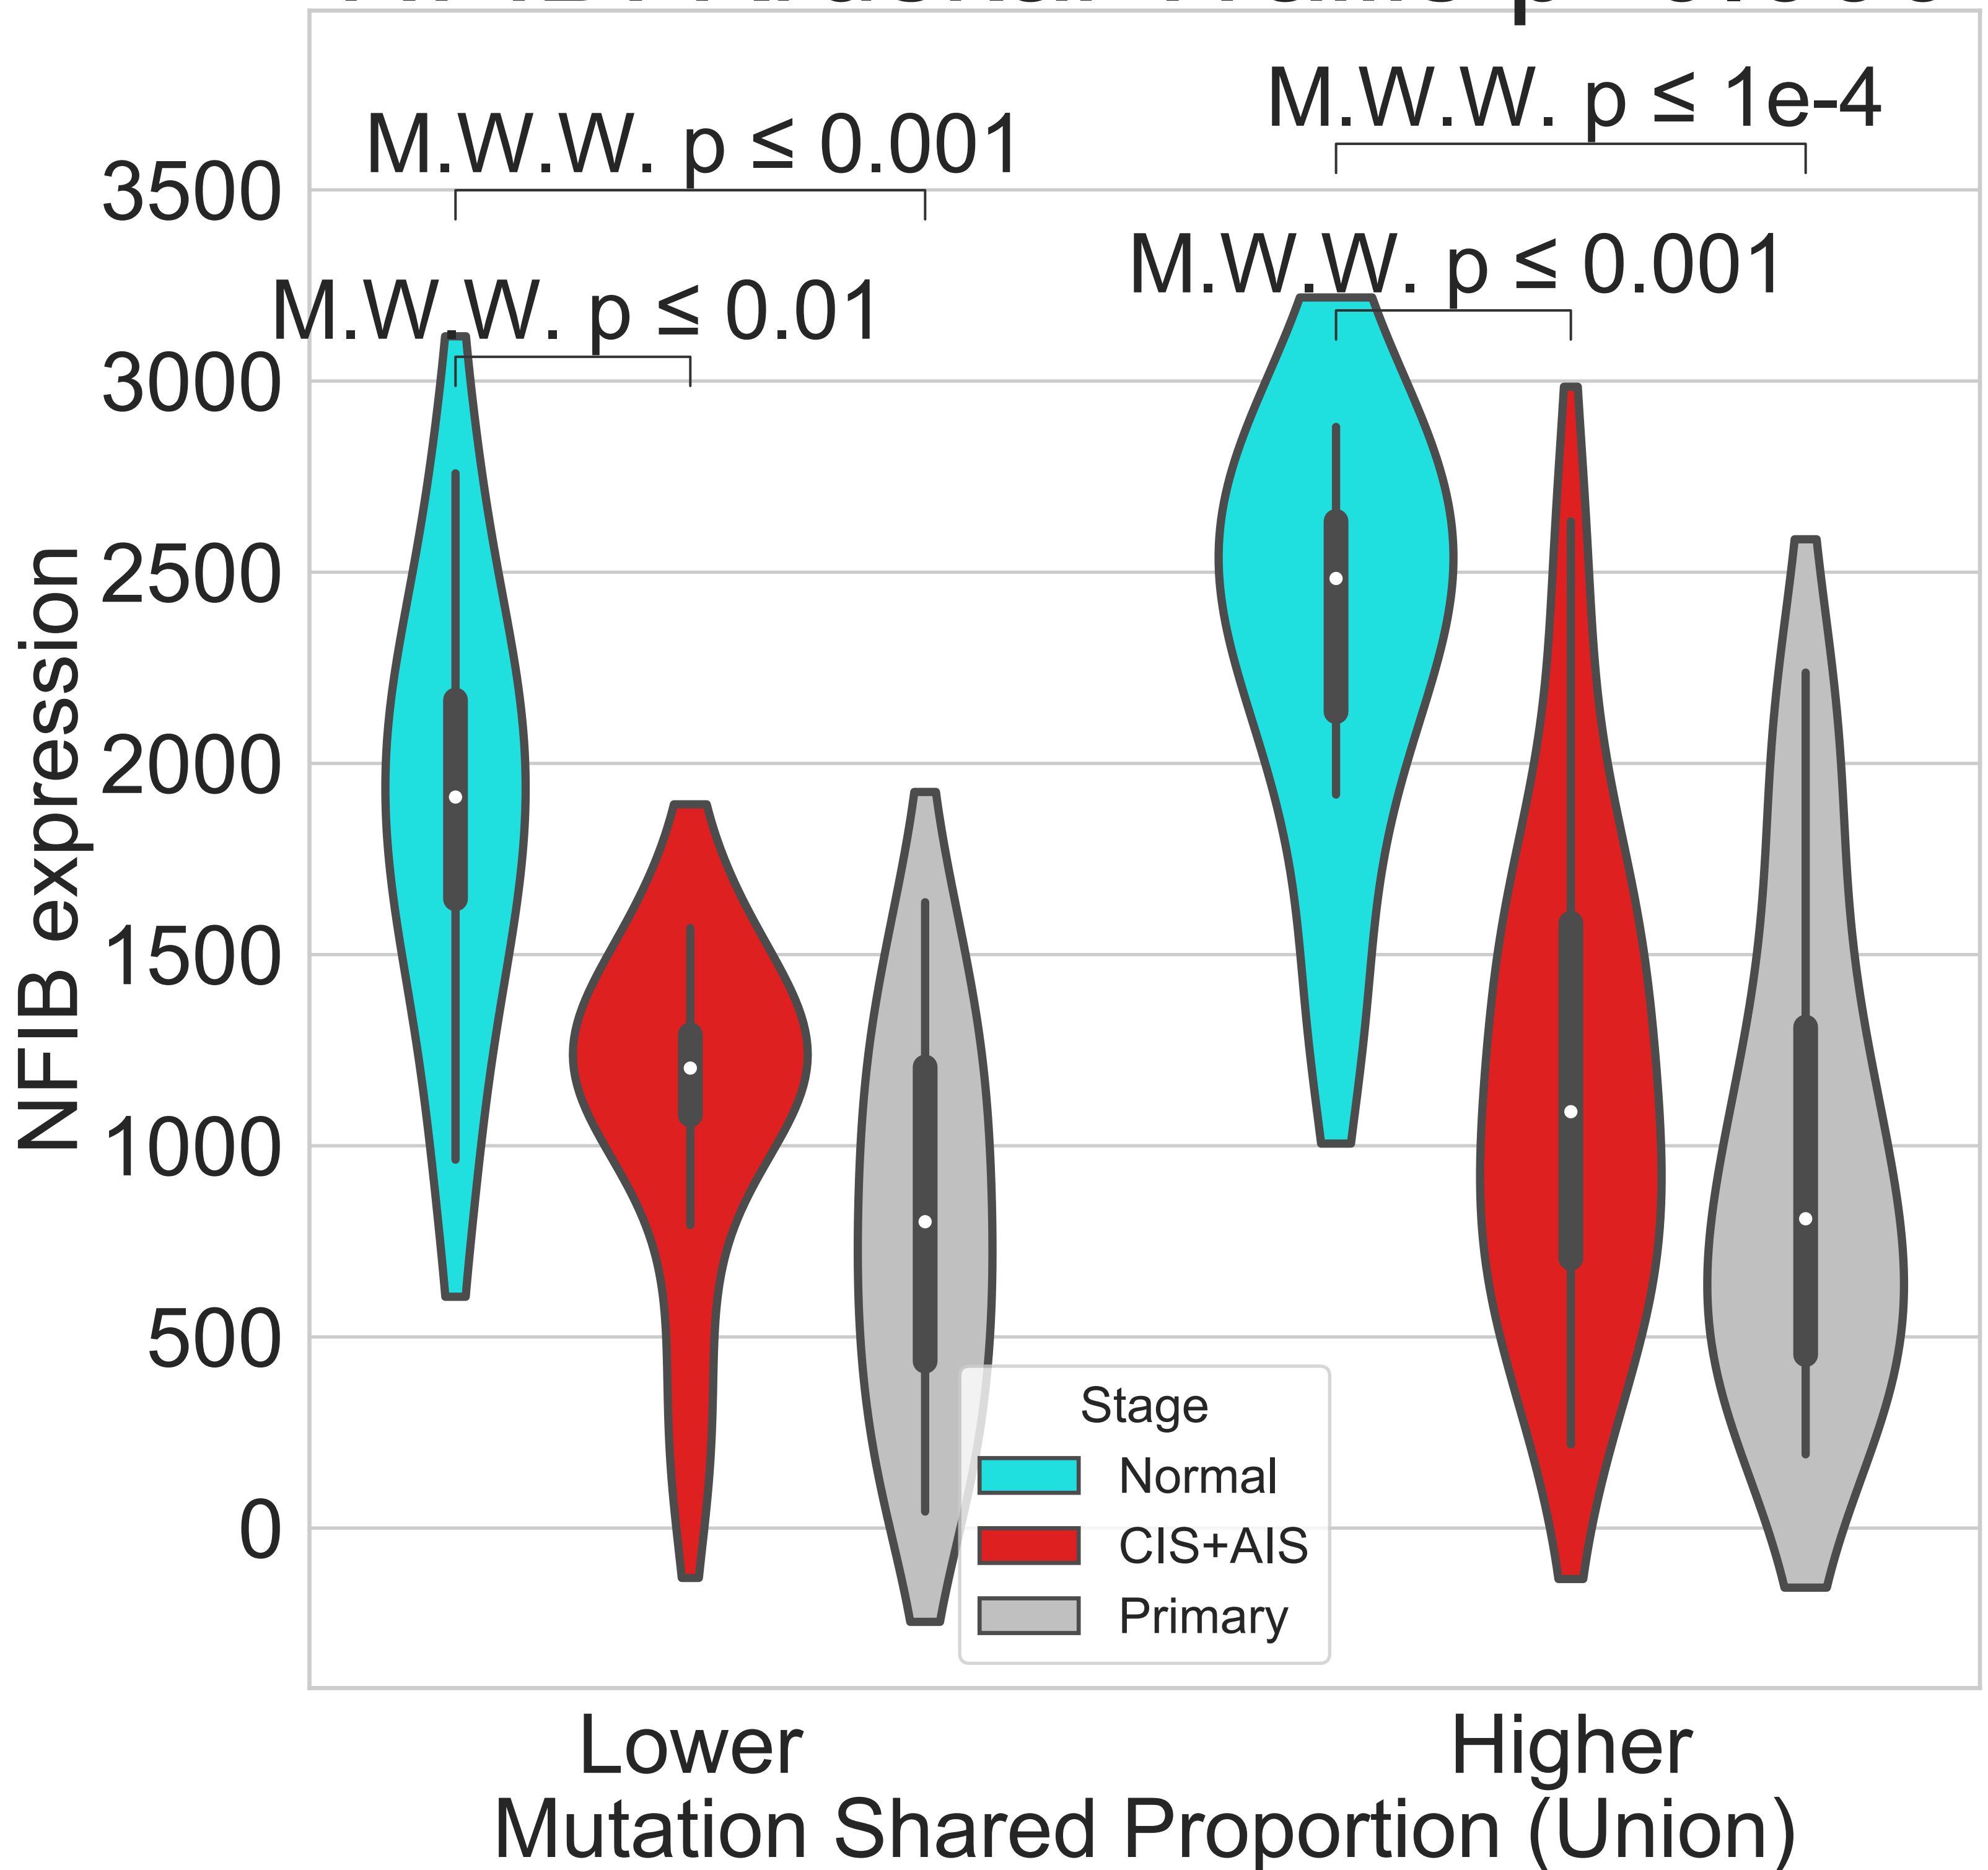 M.W.W. p ≤ 1e-4
M.W.W. p ≤ 0.001
M.W.W. p ≤ 0.001
M.W.W. p ≤ 0.01
3500
3000
2500
2000
1500
1000
500
0
NFIB expression
Stage
Normal
CIS+AIS
Primary
Lower
Higher
Mutation Shared Proportion (Union)